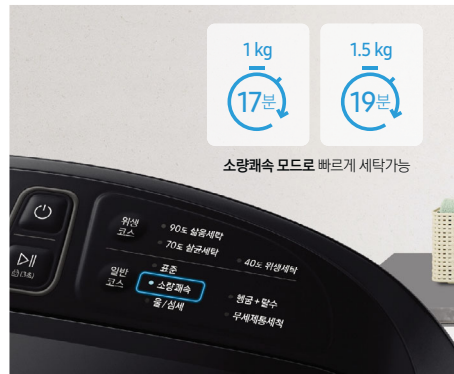 1 kg
17분
1.5 kg
19분
소량쾌속 모드로 빠르게 세탁가능
위생
코스
90도 삶음세탁
70도 살균세탁
40도 위생세탁
일반
코스
표준
소량쾌속
울/섬세
헹굼+탈수
무세제통세척